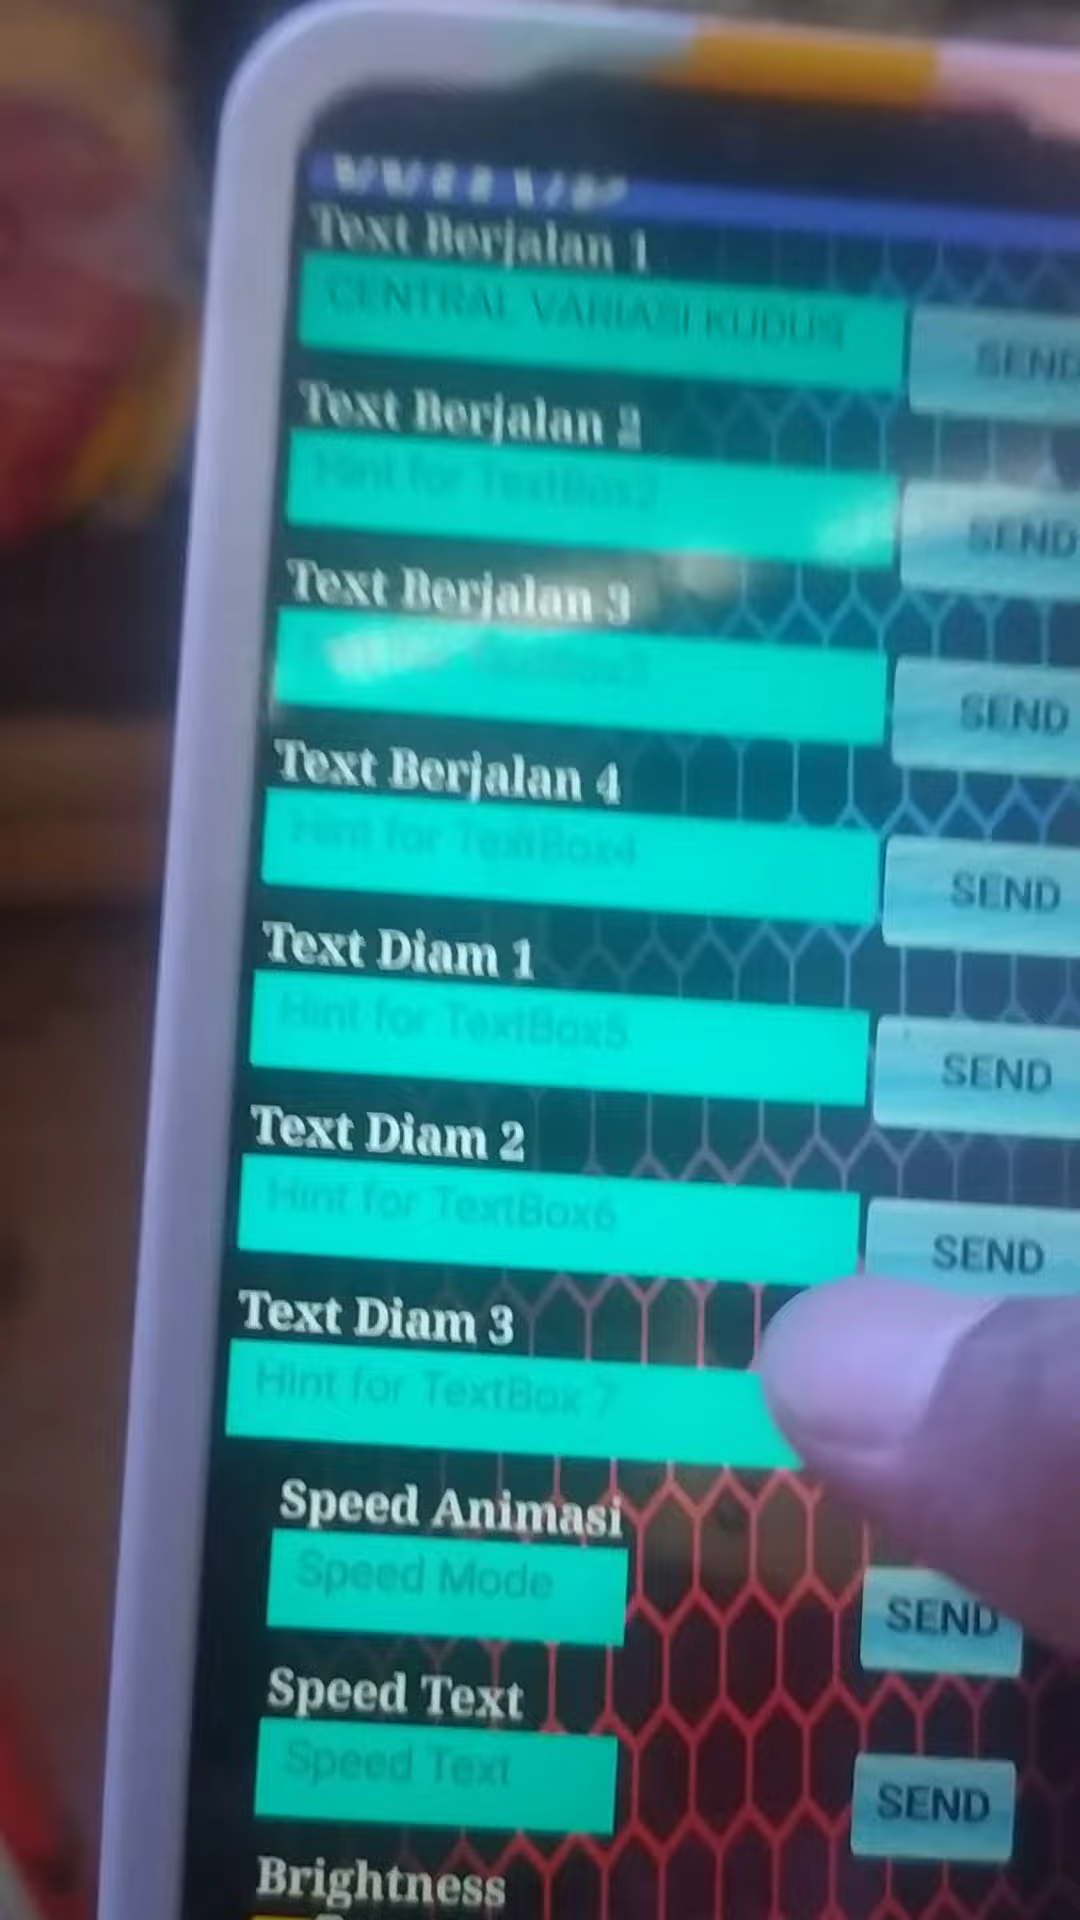 Text Berjalan 1
CENTRAL VARIASI KUDUS
SEND
Text Berjalan 2
Hint for TextBox2
SEND
Text Berjalan 3
TextBox3
SEND
Text Berjalan 4
Hint for TextBox4
SEND
Text Diam 1
Hint for TextBox5
SEND
Text Diam 2
Hint for TextBox6
SEND
Text Diam 3
Hint for TextBox 7
Speed Animasi
Speed Mode
SEND
Speed Text
Speed Text
SEND
Brightness